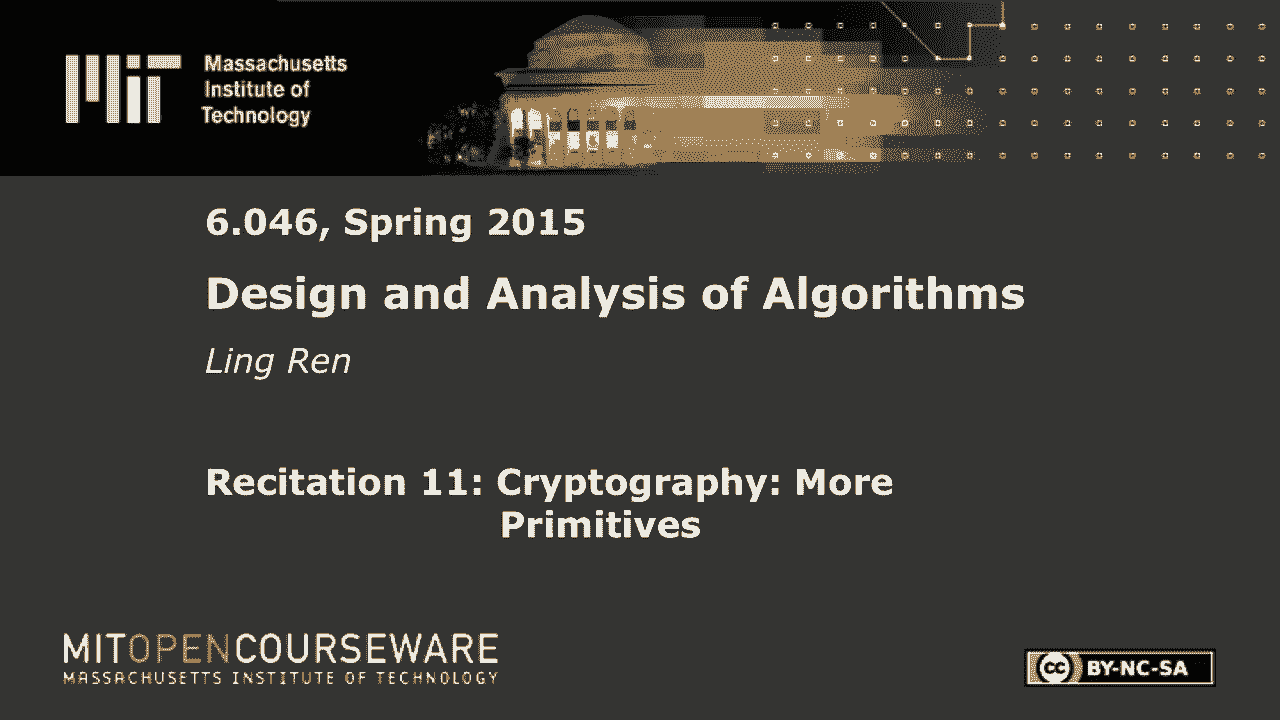 Massachusetts
Institute of
Technology
6.046, Spring 2015
Design and Analysis of Algorithms
Ling Ren
Recitation 11: Cryptography: More
Primitives
MITOPENCOURSEWARE
MASSACHUSETTS INSTITUTE OF TECHNOLOGY
cc BY-NC-SA